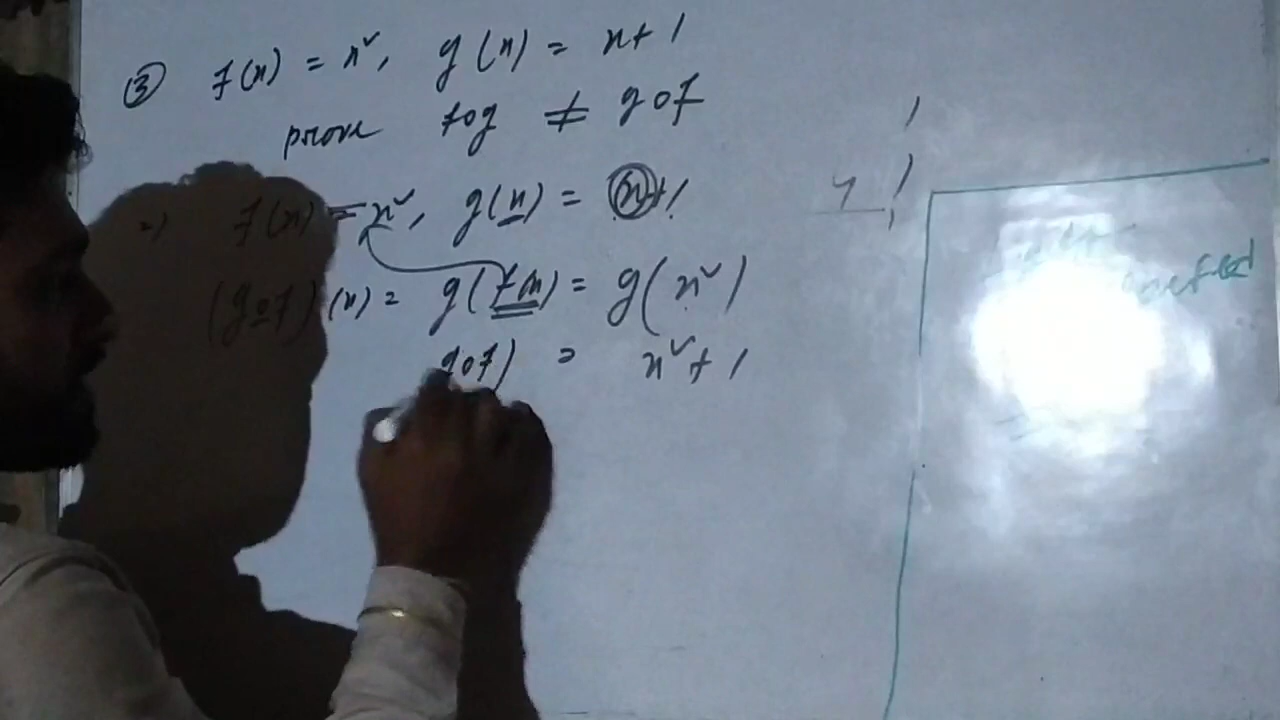 ③ f(x) = x², g(x) = x+1
prove fog ≠ gof
=) f(x) = x², g(x) = x+1
(gof)(x) = g(f(x)) = g(x²)
gof) = x²+1